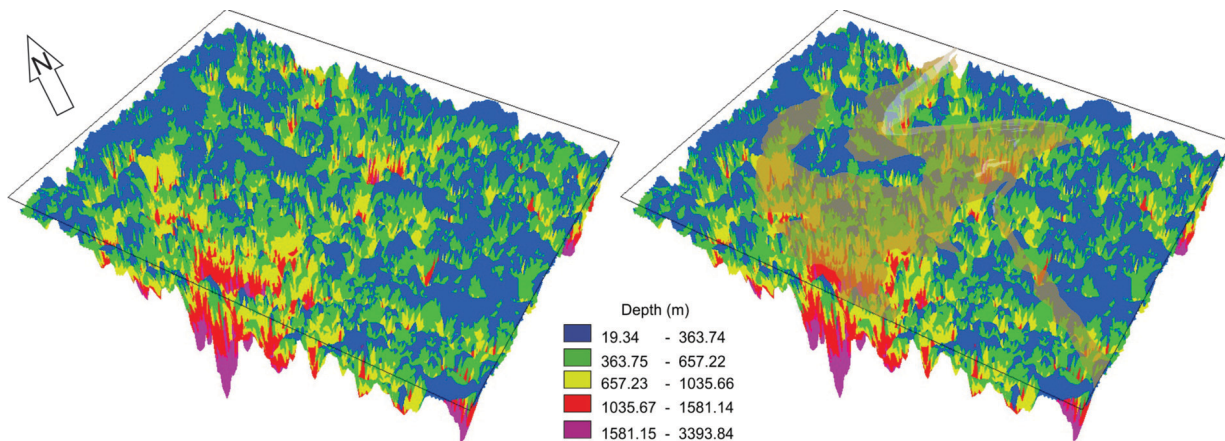 N
Depth (m)
19.34 - 363.74
363.75 - 657.22
657.23 - 1035.66
1035.67 - 1581.14
1581.15 - 3393.84